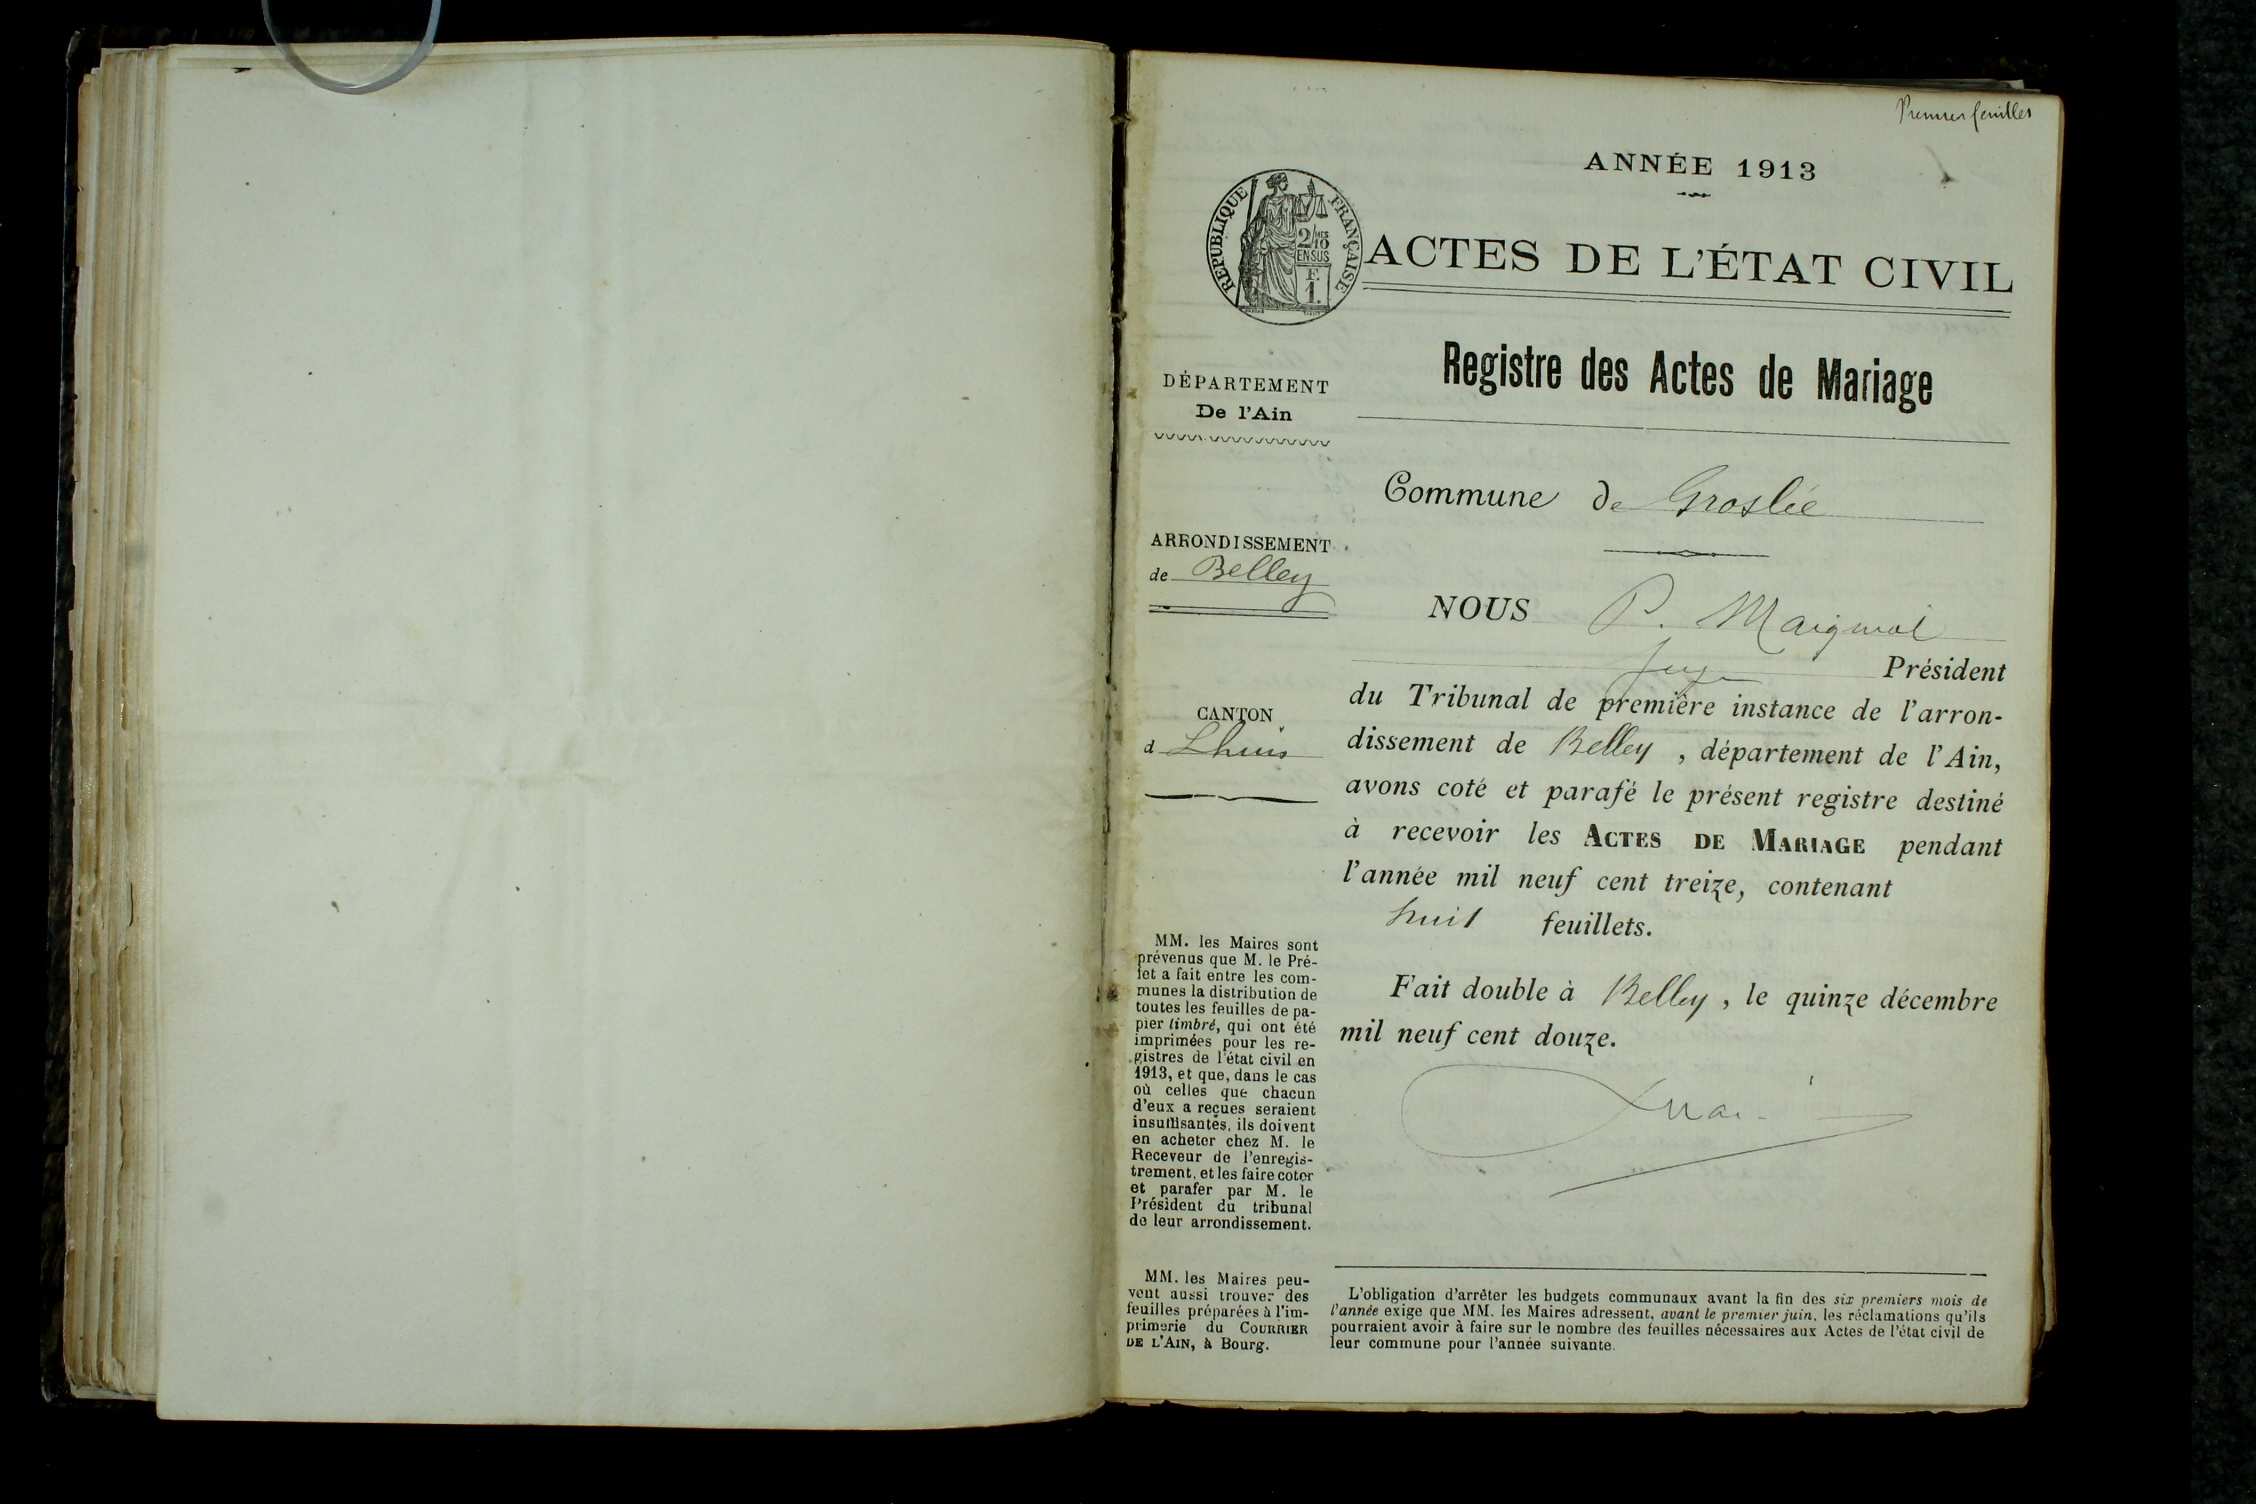 Premier feuillet
ANNÉE 1913
RÉPUBLIQUE FRANÇAISE
2/10 MES
EN SUS
F.
1.
ACTES DE L'ÉTAT CIVIL
Registre des Actes de Mariage
DÉPARTEMENT
De l'Ain
Commune de Groslée
ARRONDISSEMENT
de Belley
NOUS P.
juge Président
du Tribunal de première instance de l'arron-
dissement de Belley, département de l'Ain,
avons coté et parafé le présent registre destiné
à recevoir les ACTES DE MARIAGE pendant
l'année mil neuf cent treize, contenant
huit feuillets.
Fait double à Belley, le quinze décembre
mil neuf cent douze.
CANTON
d Lhuis
MM. les Maires sont
prévenus que M. le Pré-
fet a fait entre les com-
munes la distribution de
toutes les feuilles de pa-
pier timbré, qui ont été
imprimées pour les re-
gistres de l'état civil en
1913, et que, dans le cas
où celles que chacun
d'eux a reçues seraient
insuffisantes, ils doivent
en acheter chez M. le
Receveur de l'enregis-
trement, et les faire coter
et parafer par M. le
Président du tribunal
de leur arrondissement.
MM. les Maires peu-
vent aussi trouver des
feuilles préparées à l'im-
primerie du COURRIER
DE L'AIN, à Bourg.
L'obligation d'arrêter les budgets communaux avant la fin des six premiers mois de
l'année exige que MM. les Maires adressent, avant le premier juin, les réclamations qu'ils
pourraient avoir à faire sur le nombre des feuilles nécessaires aux Actes de l'état civil de
leur commune pour l'année suivante.